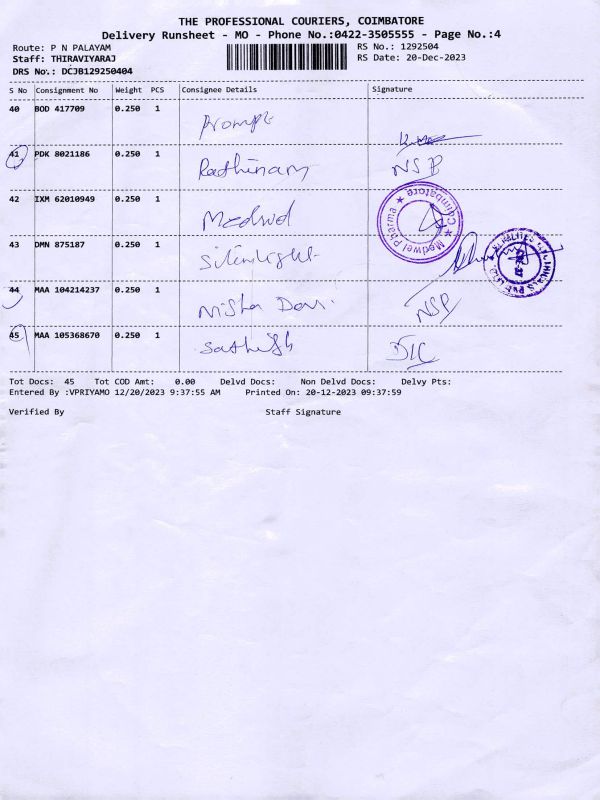 THE PROFESSIONAL COURIERS, COIMBATORE
Delivery Runsheet - MO - Phone No.:0422-3505555 - Page No.:4
Route: P N PALAYAM
RS No.: 1292504
Staff: THIRAVIYARAJ
RS Date: 20-Dec-2023
DRS No.: DCJB129250404
S No Consignment No Weight PCS Consignee Details Signature
40 BOD 417709 0.250 1 Prompt
41 PDK 8021186 0.250 1 Rathinam NSB
42 IXM 62010949 0.250 1 Mediwel
Mediwel Pharma ★ Coimbatore ★
43 DMN 875187 0.250 1
44 MAA 104214237 0.250 1 Nisha NSP
45 MAA 105368670 0.250 1 Sathish
Tot Docs: 45 Tot COD Amt: 0.00 Delvd Docs: Non Delvd Docs: Delvy Pts:
Entered By :VPRIYAMO 12/20/2023 9:37:55 AM Printed On: 20-12-2023 09:37:59
Verified By Staff Signature